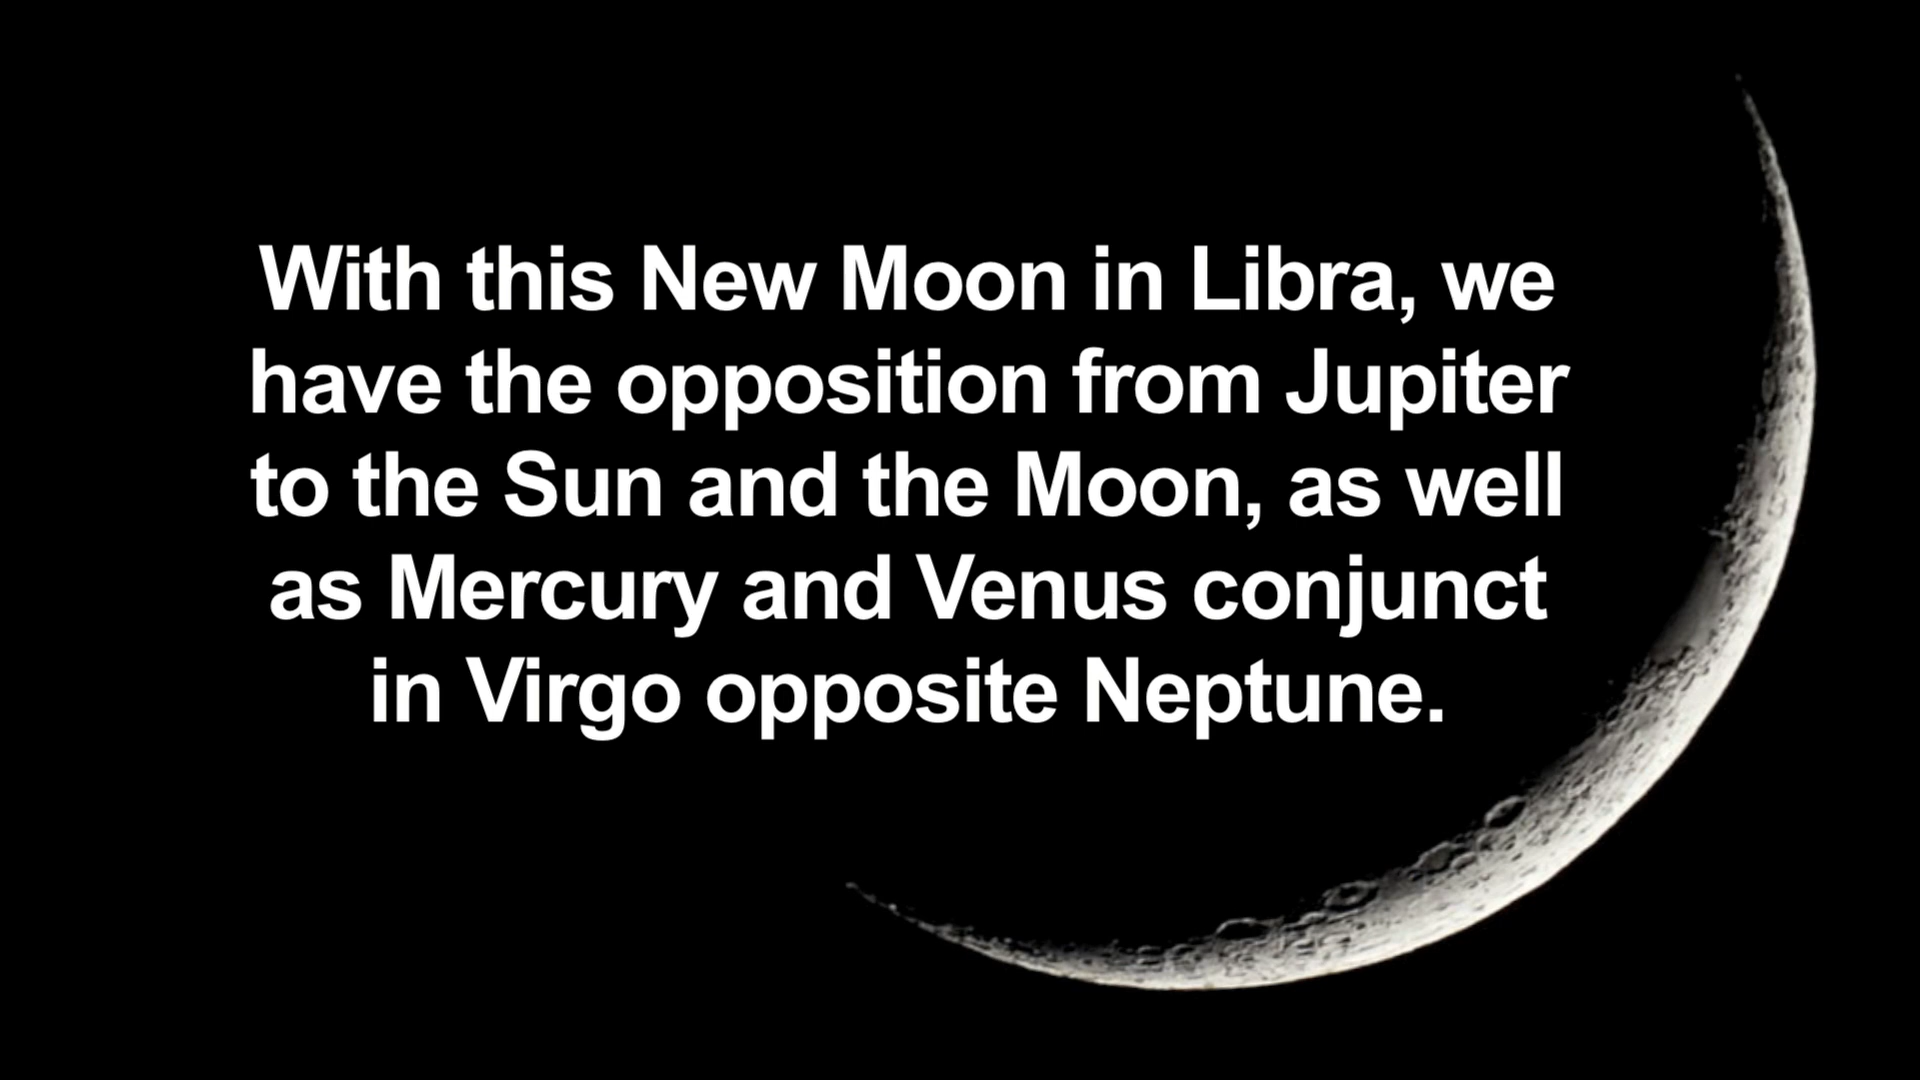 With this New Moon in Libra, we
have the opposition from Jupiter
to the Sun and the Moon, as well
as Mercury and Venus conjunct
in Virgo opposite Neptune.